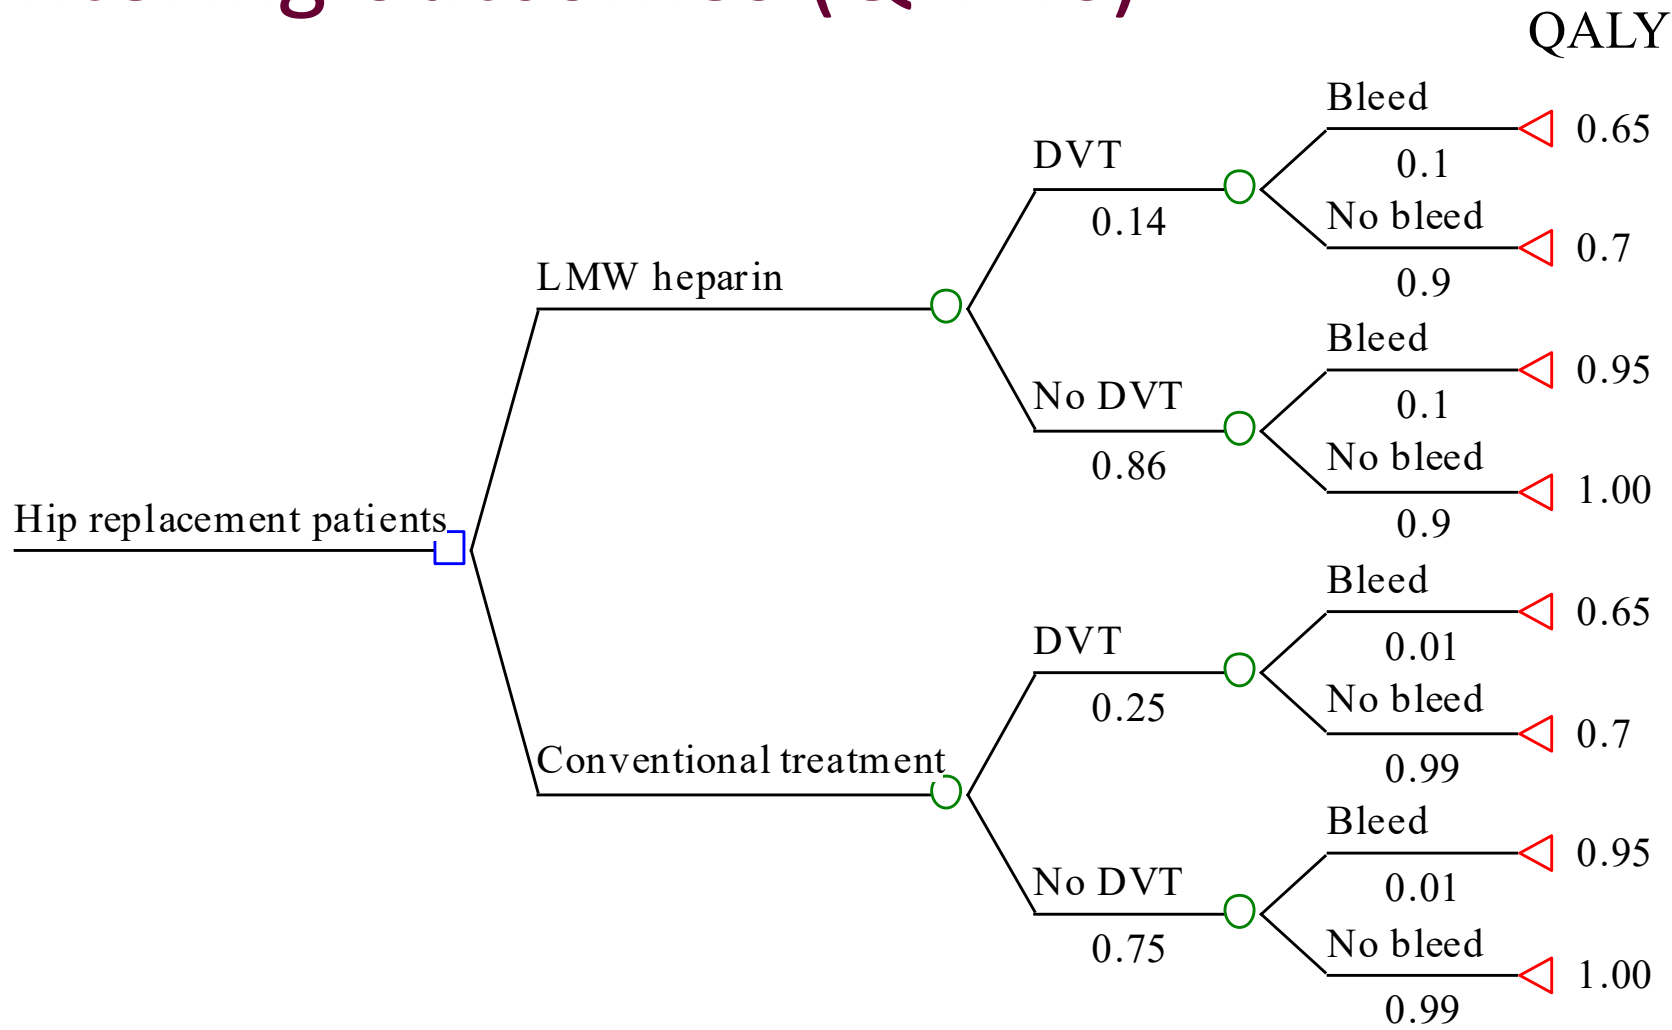 QALY
Bleed
0.65
0.1
DVT
No bleed
0.7
0.14
0.9
LMW heparin
Bleed
0.95
0.1
No DVT
No bleed
1.00
0.86
0.9
Hip replacement patients
Bleed
0.65
0.01
DVT
No bleed
0.7
0.25
0.99
Conventional treatment
Bleed
0.95
0.01
No DVT
No bleed
1.00
0.75
0.99